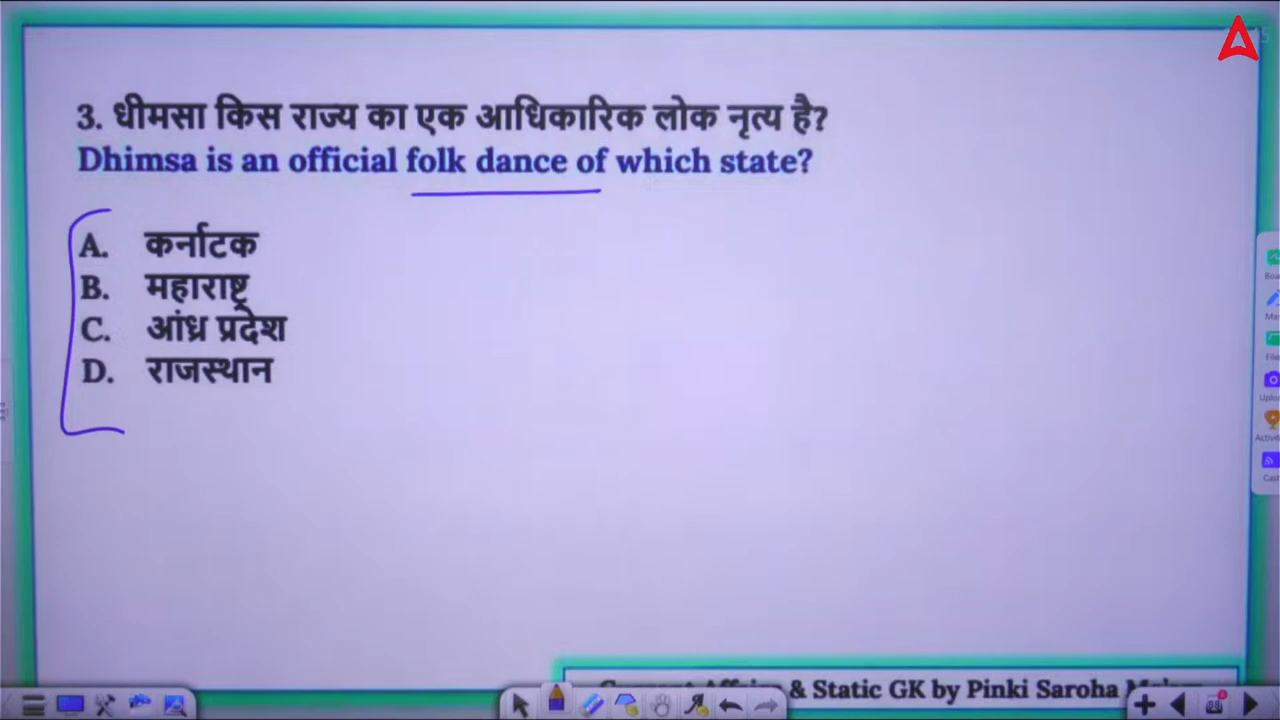 3. धीमसा किस राज्य का एक आधिकारिक लोक नृत्य है?
Dhimsa is an official folk dance of which state?
A. कर्नाटक
B. महाराष्ट्र
C. आंध्र प्रदेश
D. राजस्थान
& Static GK by Pinki Saroha